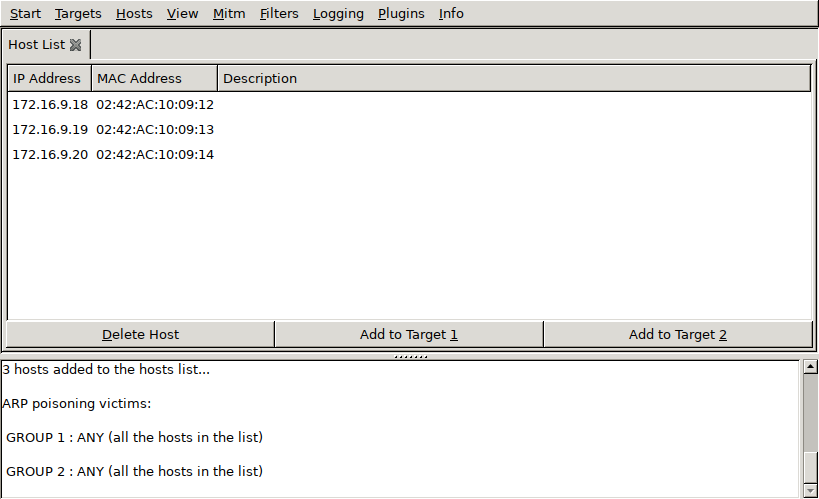 Start Targets Hosts View Mitm Filters Logging Plugins Info
Host List
IP Address MAC Address Description
172.16.9.18 02:42:AC:10:09:12
172.16.9.19 02:42:AC:10:09:13
172.16.9.20 02:42:AC:10:09:14
Delete Host Add to Target 1 Add to Target 2
3 hosts added to the hosts list...
ARP poisoning victims:
GROUP 1 : ANY (all the hosts in the list)
GROUP 2 : ANY (all the hosts in the list)